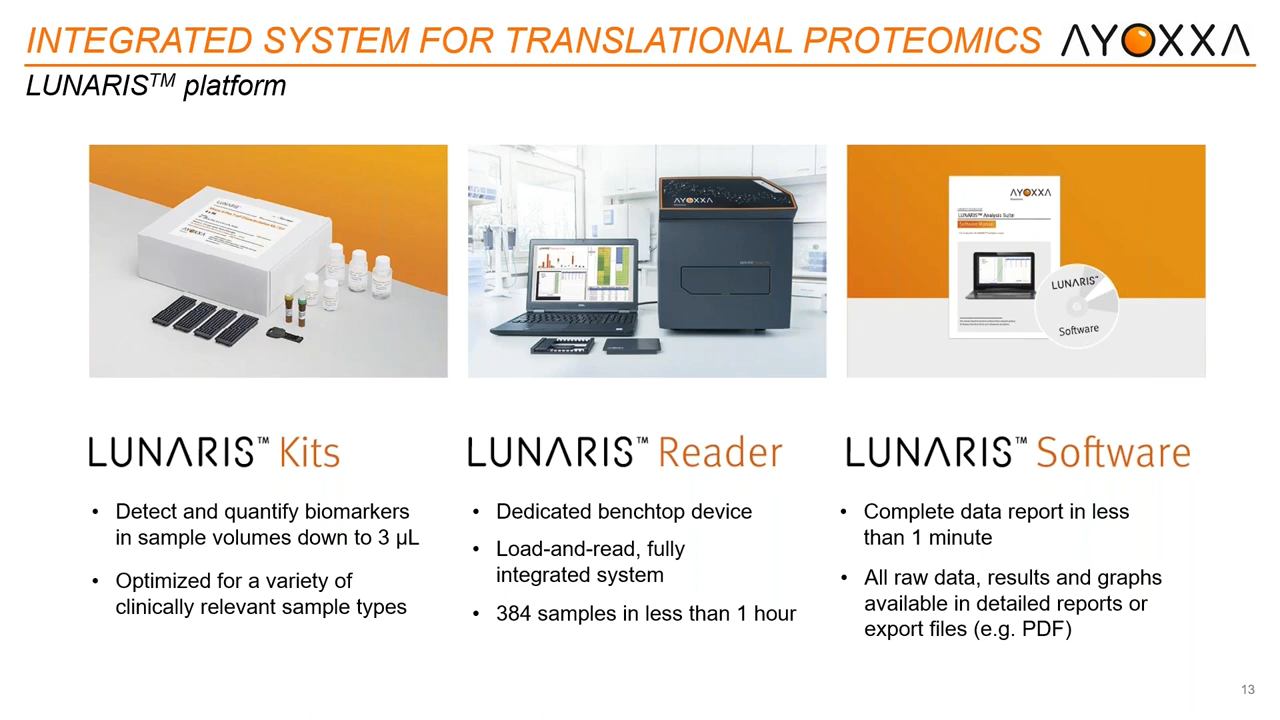 INTEGRATED SYSTEM FOR TRANSLATIONAL PROTEOMICS
AYOXXA
LUNARIS™ platform
LUNARIS
AYOXXA
AYOXXA
AYOXXA
LUNARIS™ Analysis Suite
LUNARIS™
Software
LUNARIS™ Kits
• Detect and quantify biomarkers
in sample volumes down to 3 µL
• Optimized for a variety of
clinically relevant sample types
LUNARIS™ Reader
• Dedicated benchtop device
• Load-and-read, fully
integrated system
• 384 samples in less than 1 hour
LUNARIS™ Software
• Complete data report in less
than 1 minute
• All raw data, results and graphs
available in detailed reports or
export files (e.g. PDF)
13